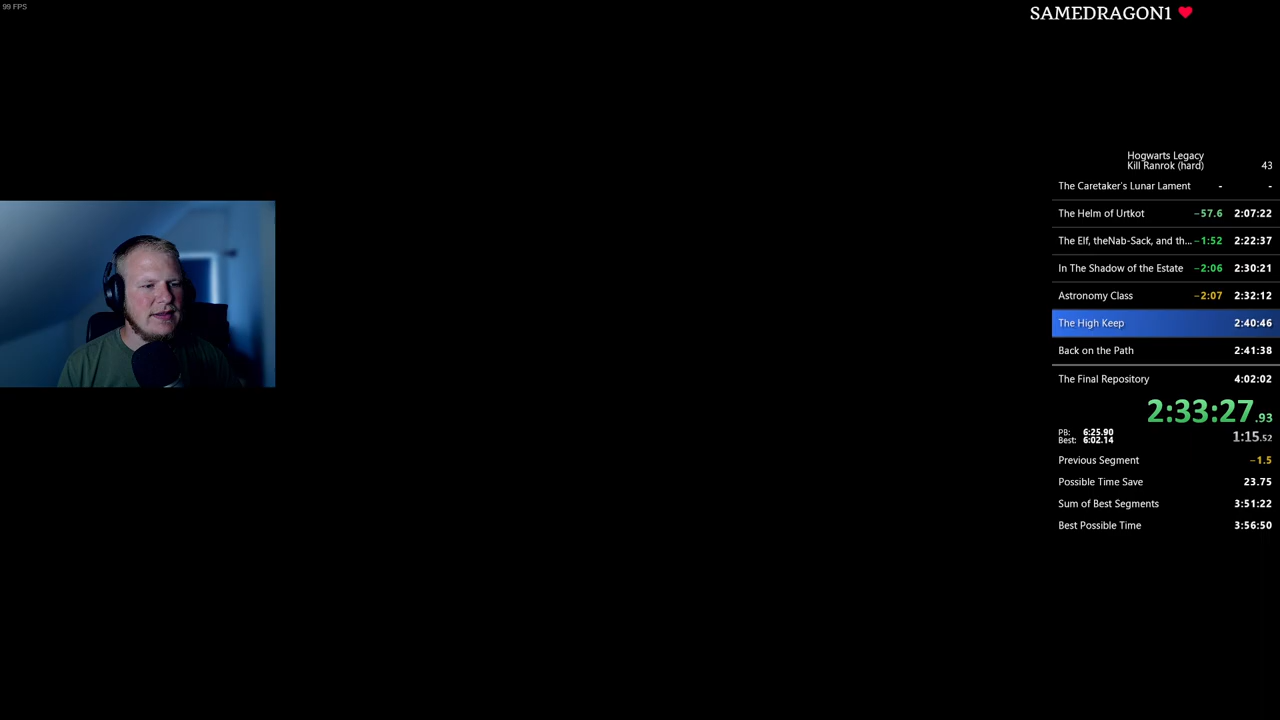 99 FPS
SAMEDRAGON1
Hogwarts Legacy
Kill Ranrok (hard) 43
The Caretaker's Lunar Lament - -
The Helm of Urtkot −57.6 2:07:22
The Elf, theNab-Sack, and th... −1:52 2:22:37
In The Shadow of the Estate −2:06 2:30:21
Astronomy Class −2:07 2:32:12
The High Keep 2:40:46
Back on the Path 2:41:38
The Final Repository 4:02:02
2:33:27.93
PB: 6:25.90
Best: 6:02.14
1:15.52
Previous Segment −1.5
Possible Time Save 23.75
Sum of Best Segments 3:51:22
Best Possible Time 3:56:50